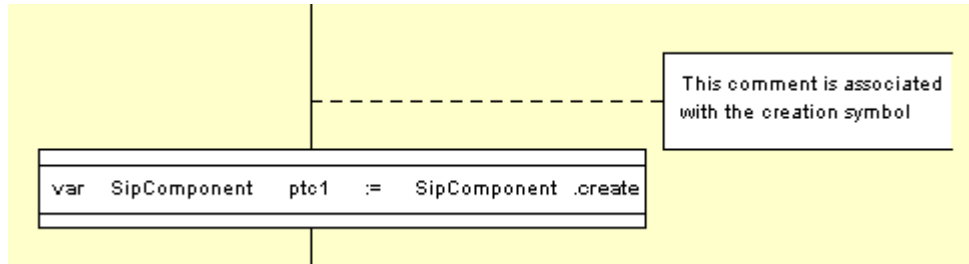 This comment is associated
with the creation symbol
var SipComponent ptc1 := SipComponent .create